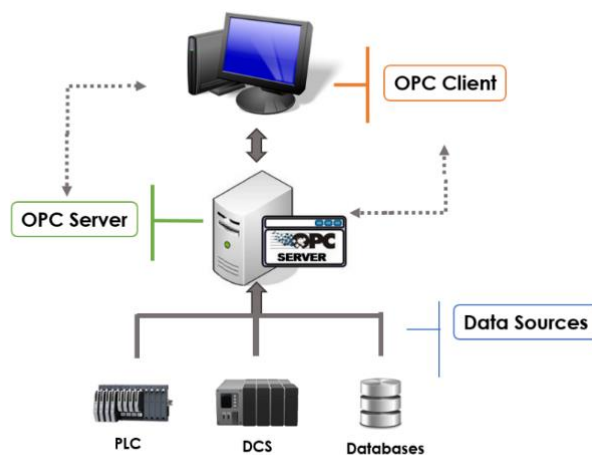 OPC Client
OPC Server
OPC
SERVER
Data Sources
PLC
DCS
Databases